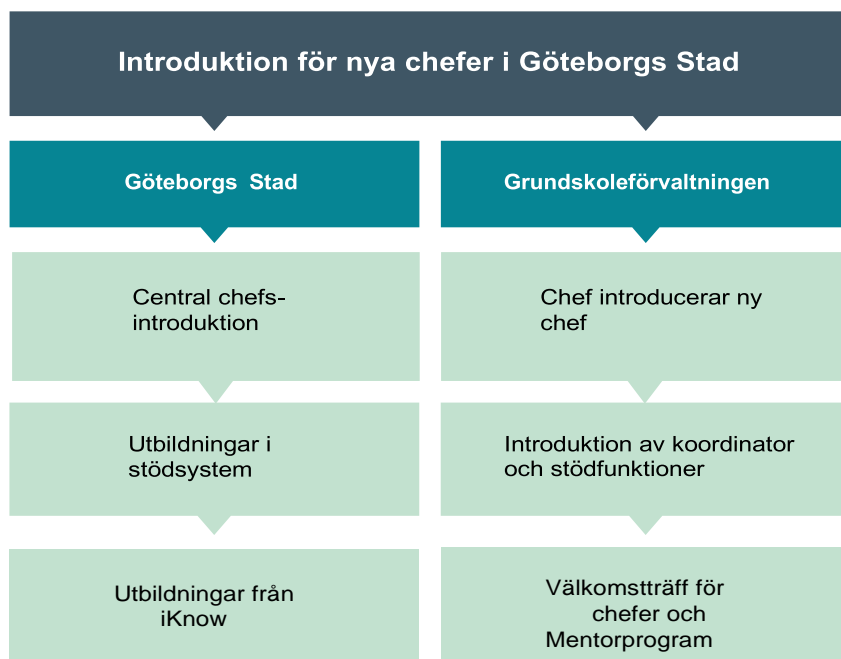 Introduktion för nya chefer i Göteborgs Stad
Göteborgs Stad
Grundskoleförvaltningen
Central chefs-
introduktion
Chef introducerar ny
chef
Utbildningar i
stödsystem
Introduktion av koordinator
och stödfunktioner
Utbildningar från
iKnow
Välkomstträff för
chefer och
Mentorprogram